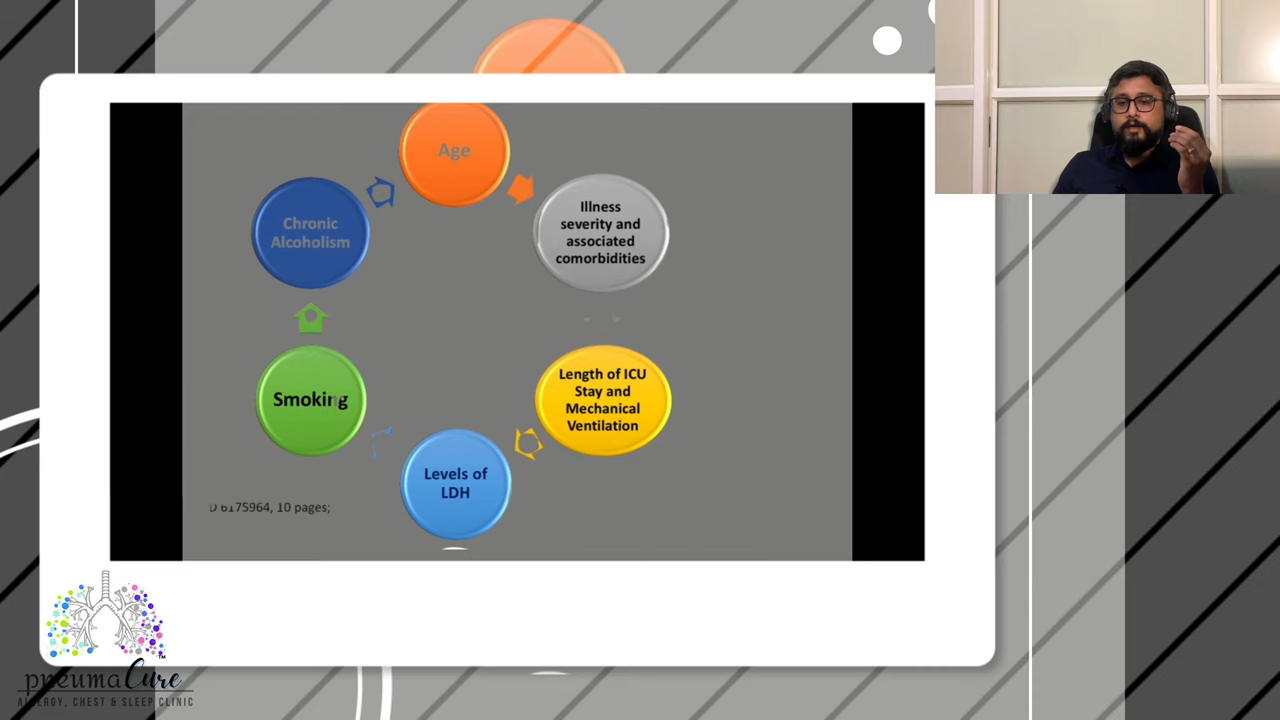 Age
Illness
severity and
associated
comorbidities
Length of ICU
Stay and
Mechanical
Ventilation
Levels of
LDH
Smoking
Chronic
Alcoholism
6175964, 10 pages;
pneumaCure
TM
ALLERGY, CHEST & SLEEP CLINIC